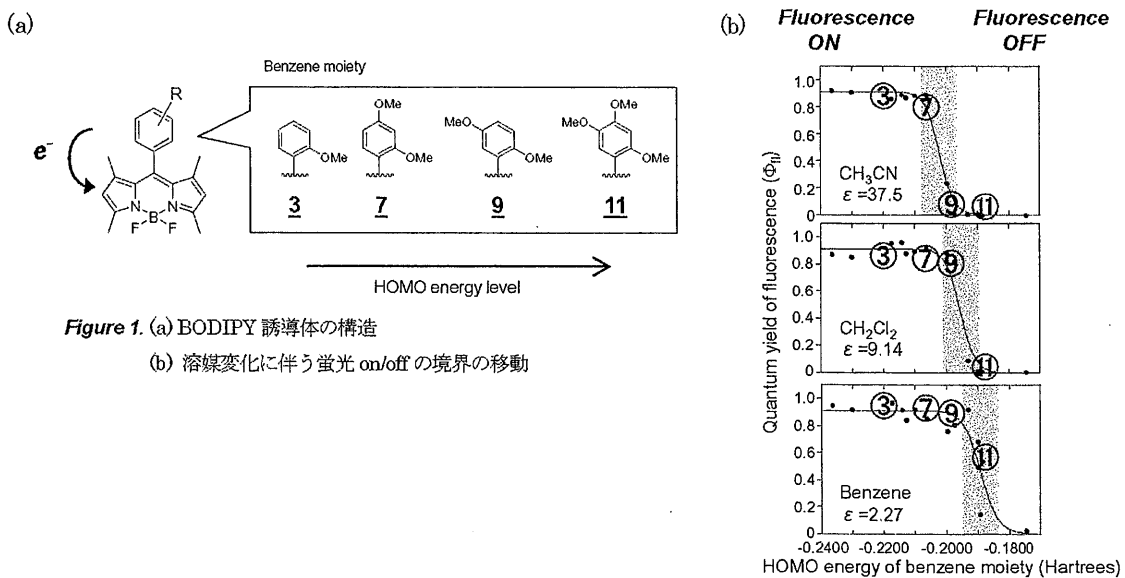 (a)
Benzene moiety
R
e⁻
OMe
OMe
OMe
MeO
OMe
OMe
MeO
OMe
N
N
B
F
F
3
7
9
11
HOMO energy level
Figure 1. (a) BODIPY 誘導体の構造
(b) 溶媒変化に伴う蛍光 on/off の境界の移動
(b)
Fluorescence
ON
Fluorescence
OFF
Quantum yield of fluorescence (Φfl)
1.0
0.8
0.6
0.4
0.2
0
3
7
9
11
CH₃CN
ε =37.5
1.0
0.8
0.6
0.4
0.2
0
3
7
9
11
CH₂Cl₂
ε =9.14
1.0
0.8
0.6
0.4
0.2
0
3
7
9
11
Benzene
ε =2.27
-0.2400 -0.2200 -0.2000 -0.1800
HOMO energy of benzene moiety (Hartrees)